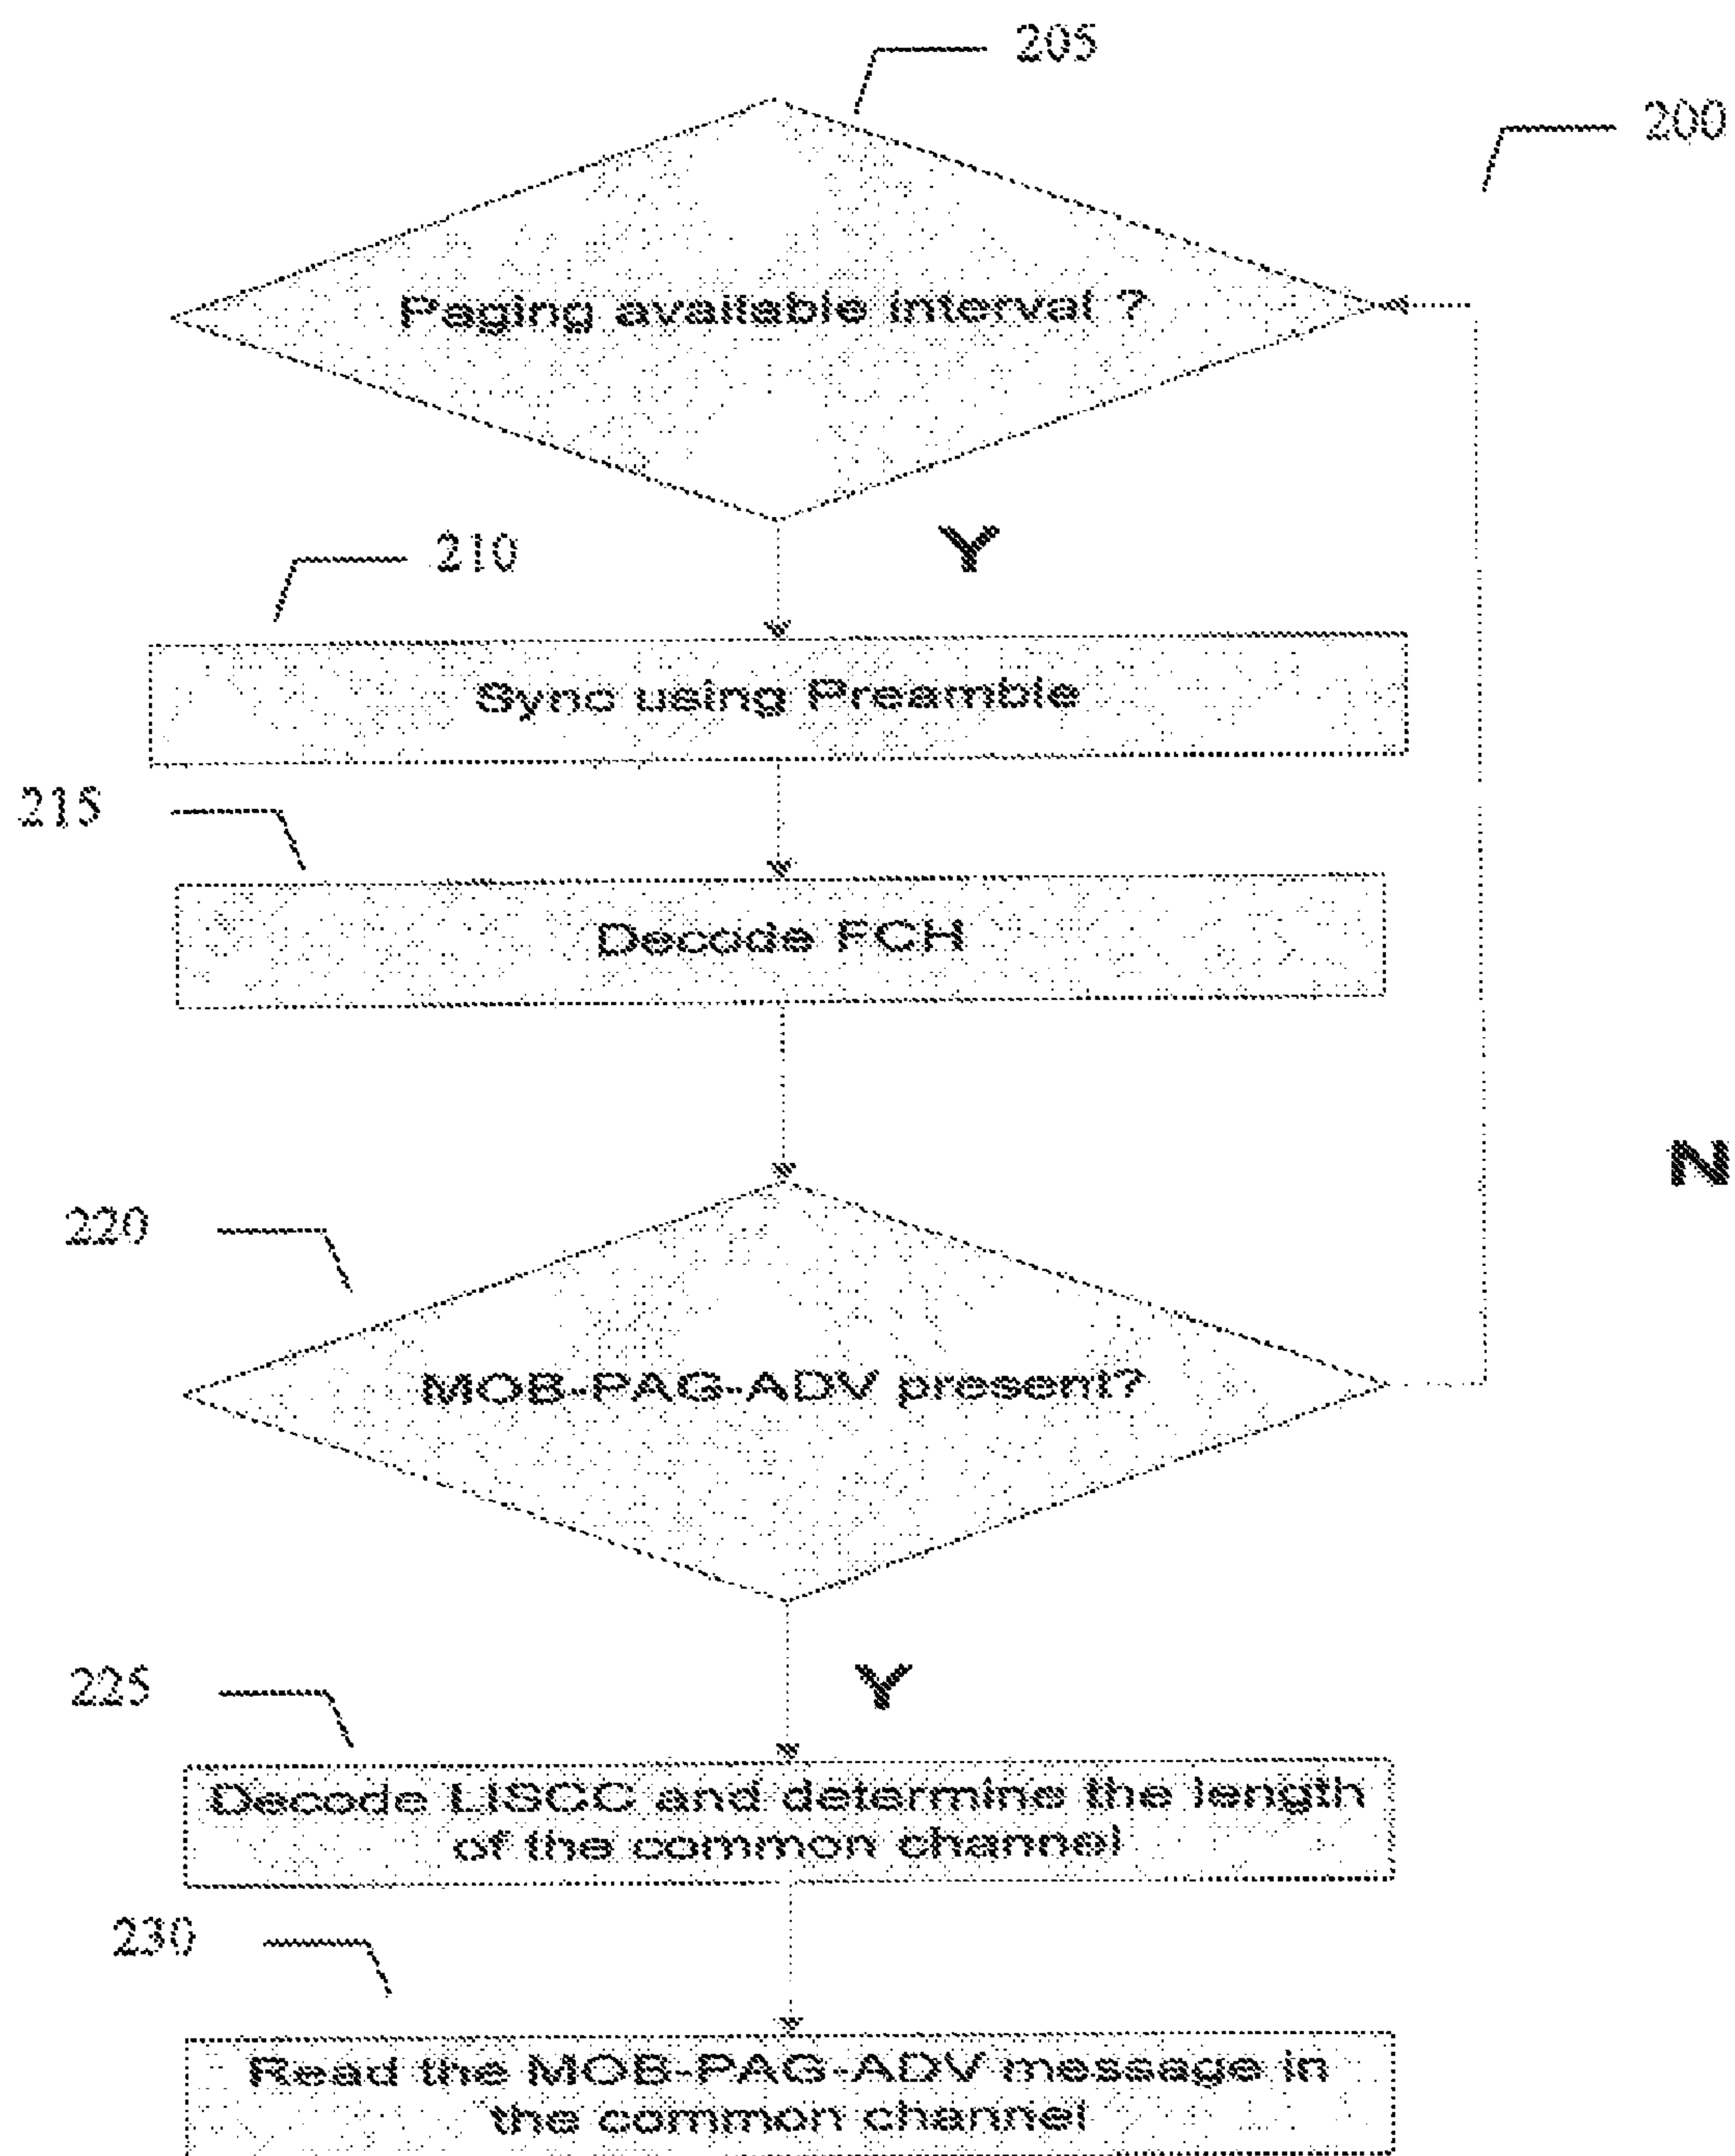 205
200
Paging available interval ?
Y
210
Sync using Preamble
215
Decode FCH
N
220
MOB-PAG-ADV present?
225
Y
Decode LISCC and determine the length
of the common channel
230
Read the MOB-PAG-ADV message in
the common channel